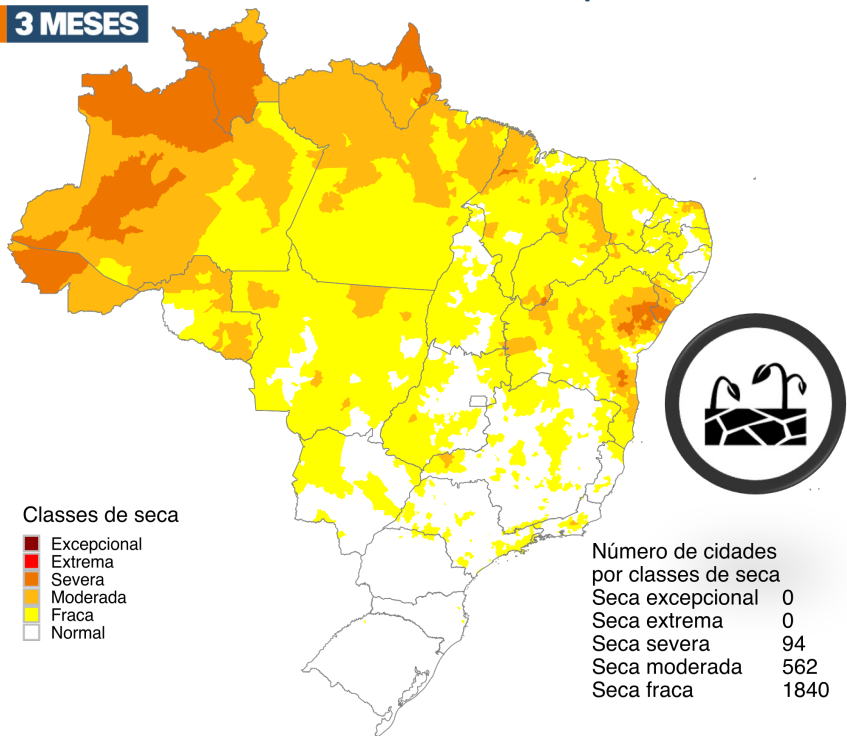 3 MESES
Classes de seca
Excepcional
Extrema
Severa
Moderada
Fraca
Normal
Número de cidades
por classes de seca
Seca excepcional 0
Seca extrema 0
Seca severa 94
Seca moderada 562
Seca fraca 1840